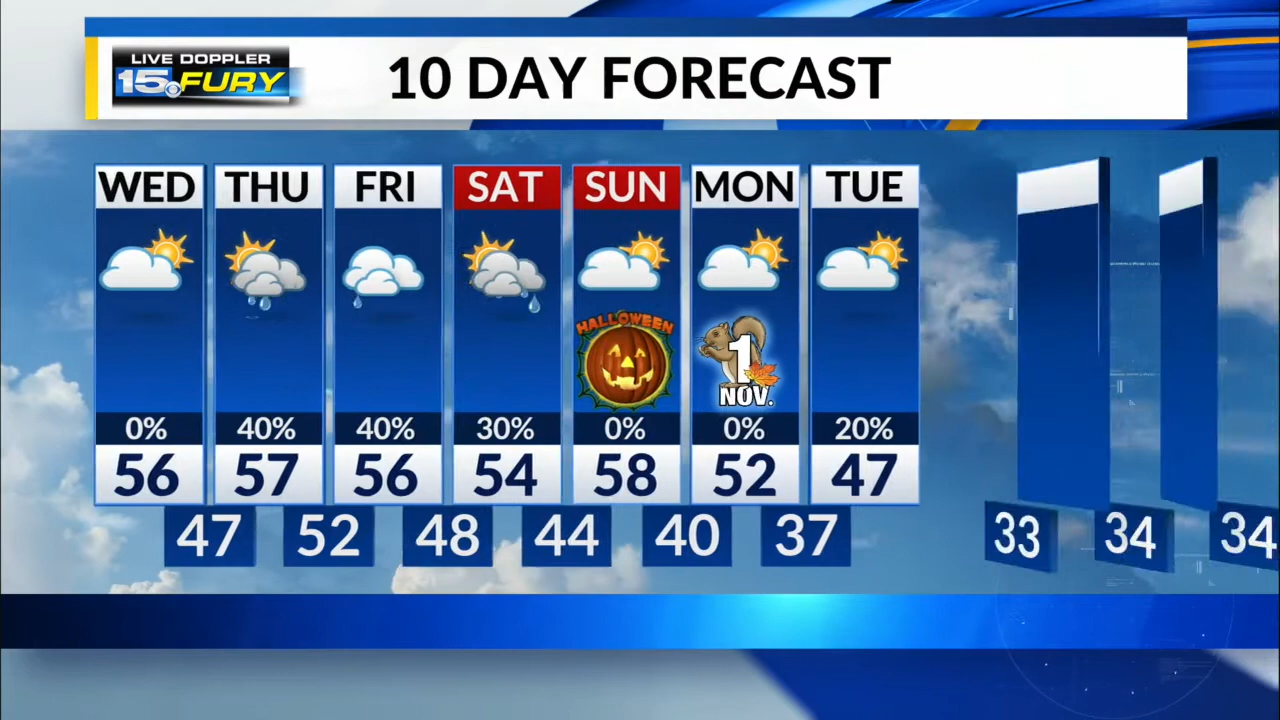 LIVE DOPPLER
15 FURY
10 DAY FORECAST
WED THU FRI SAT SUN MON TUE
HALLOWEEN
1
NOV.
0% 40% 40% 30% 0% 0% 20%
56 57 56 54 58 52 47
47 52 48 44 40 37 33 34 34